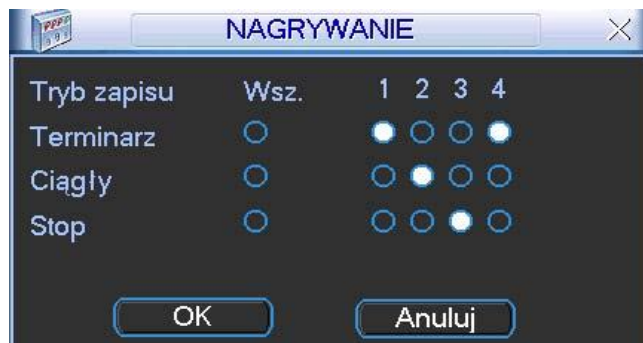 NAGRYWANIE
Tryb zapisu Wsz. 1 2 3 4
Terminarz
Ciągły
Stop
OK Anuluj